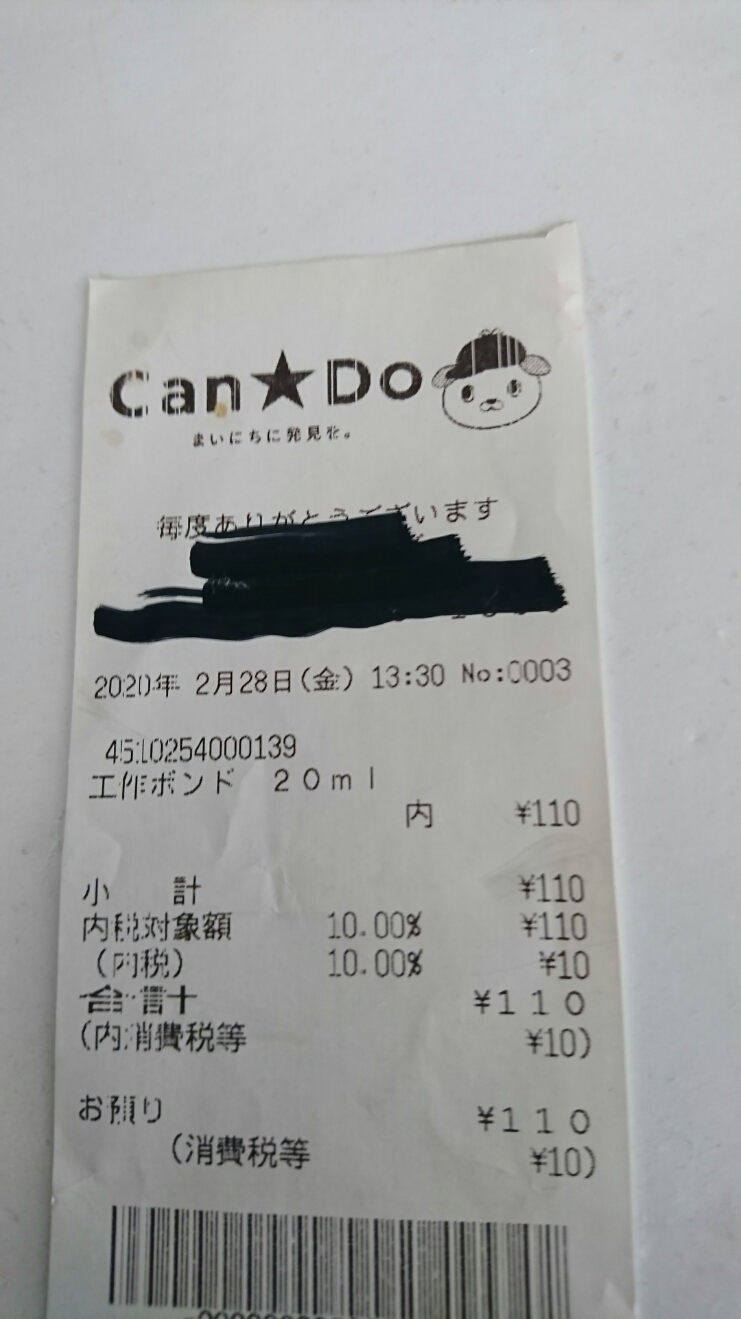 Can★Do
まいにちに発見を。
毎度ありがとうございます
2020年 2月28日(金) 13:30 No:0003
4510254000139
工作ボンド 20ml
内 ¥110
小 計 ¥110
内税対象額 10.00% ¥110
(内税) 10.00% ¥10
合計 ¥110
(内消費税等 ¥10)
お預り ¥110
(消費税等 ¥10)